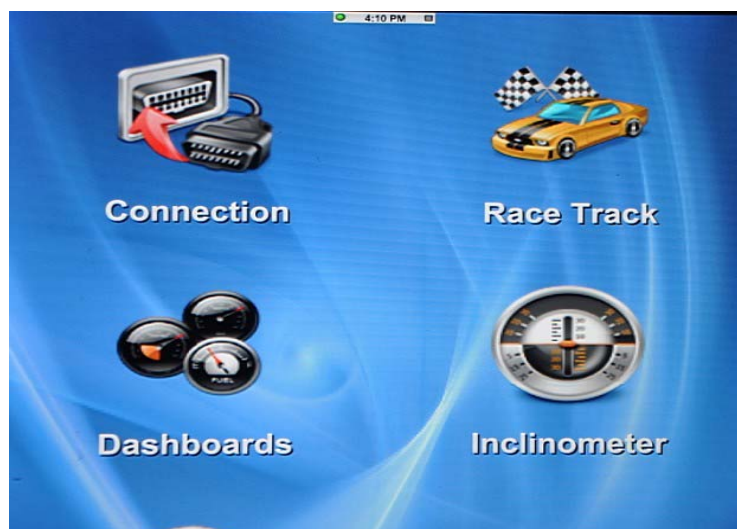 4:10 PM
Connection
Race Track
Dashboards
FUEL
Inclinometer